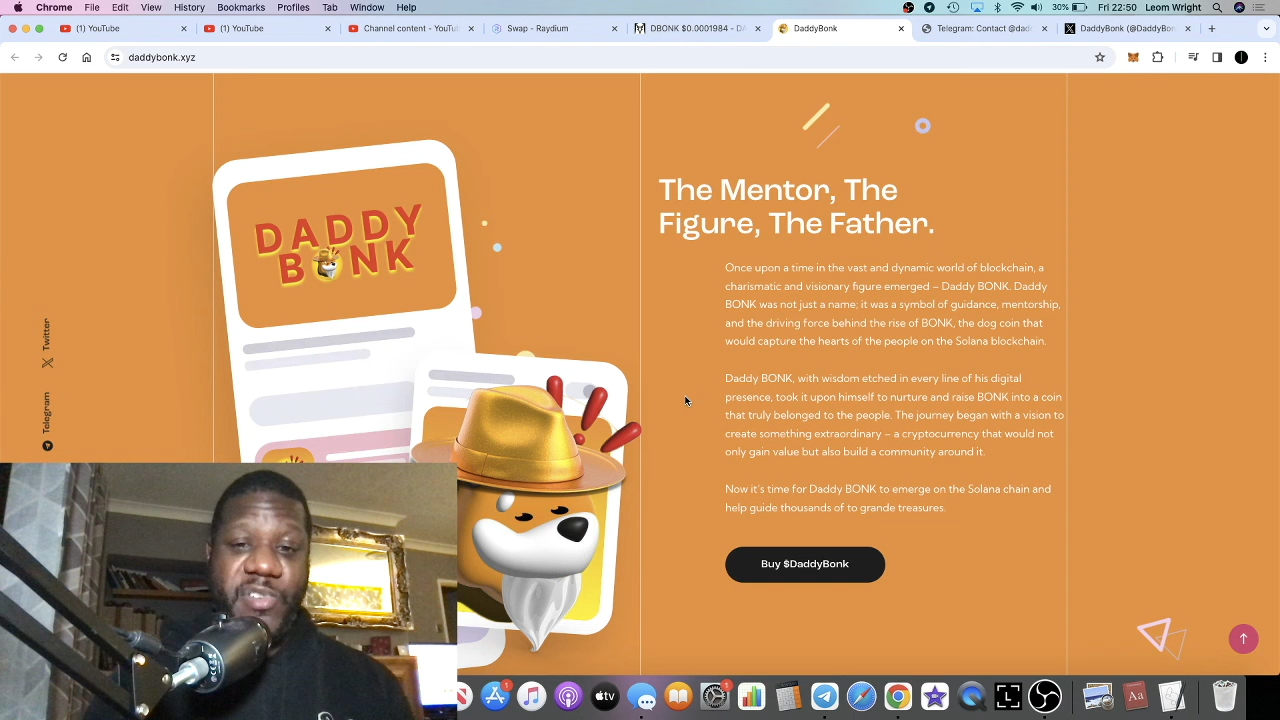 Chrome File Edit View History Bookmarks Profiles Tab Window Help
30% Fri 22:50 Leom Wright
(1) YouTube
(1) YouTube
Channel content - YouTu
Swap - Raydium
DBONK $0.0001984 - DA
DaddyBonk
Telegram: Contact @dadd
DaddyBonk (@DaddyBon
daddybonk.xyz
DADDY
BONK
Twitter
Telegram
The Mentor, The
Figure, The Father.
Once upon a time in the vast and dynamic world of blockchain, a
charismatic and visionary figure emerged – Daddy BONK. Daddy
BONK was not just a name; it was a symbol of guidance, mentorship,
and the driving force behind the rise of BONK, the dog coin that
would capture the hearts of the people on the Solana blockchain.
Daddy BONK, with wisdom etched in every line of his digital
presence, took it upon himself to nurture and raise BONK into a coin
that truly belonged to the people. The journey began with a vision to
create something extraordinary – a cryptocurrency that would not
only gain value but also build a community around it.
Now it's time for Daddy BONK to emerge on the Solana chain and
help guide thousands of to grande treasures.
Buy $DaddyBonk
tv
1
1
Aa